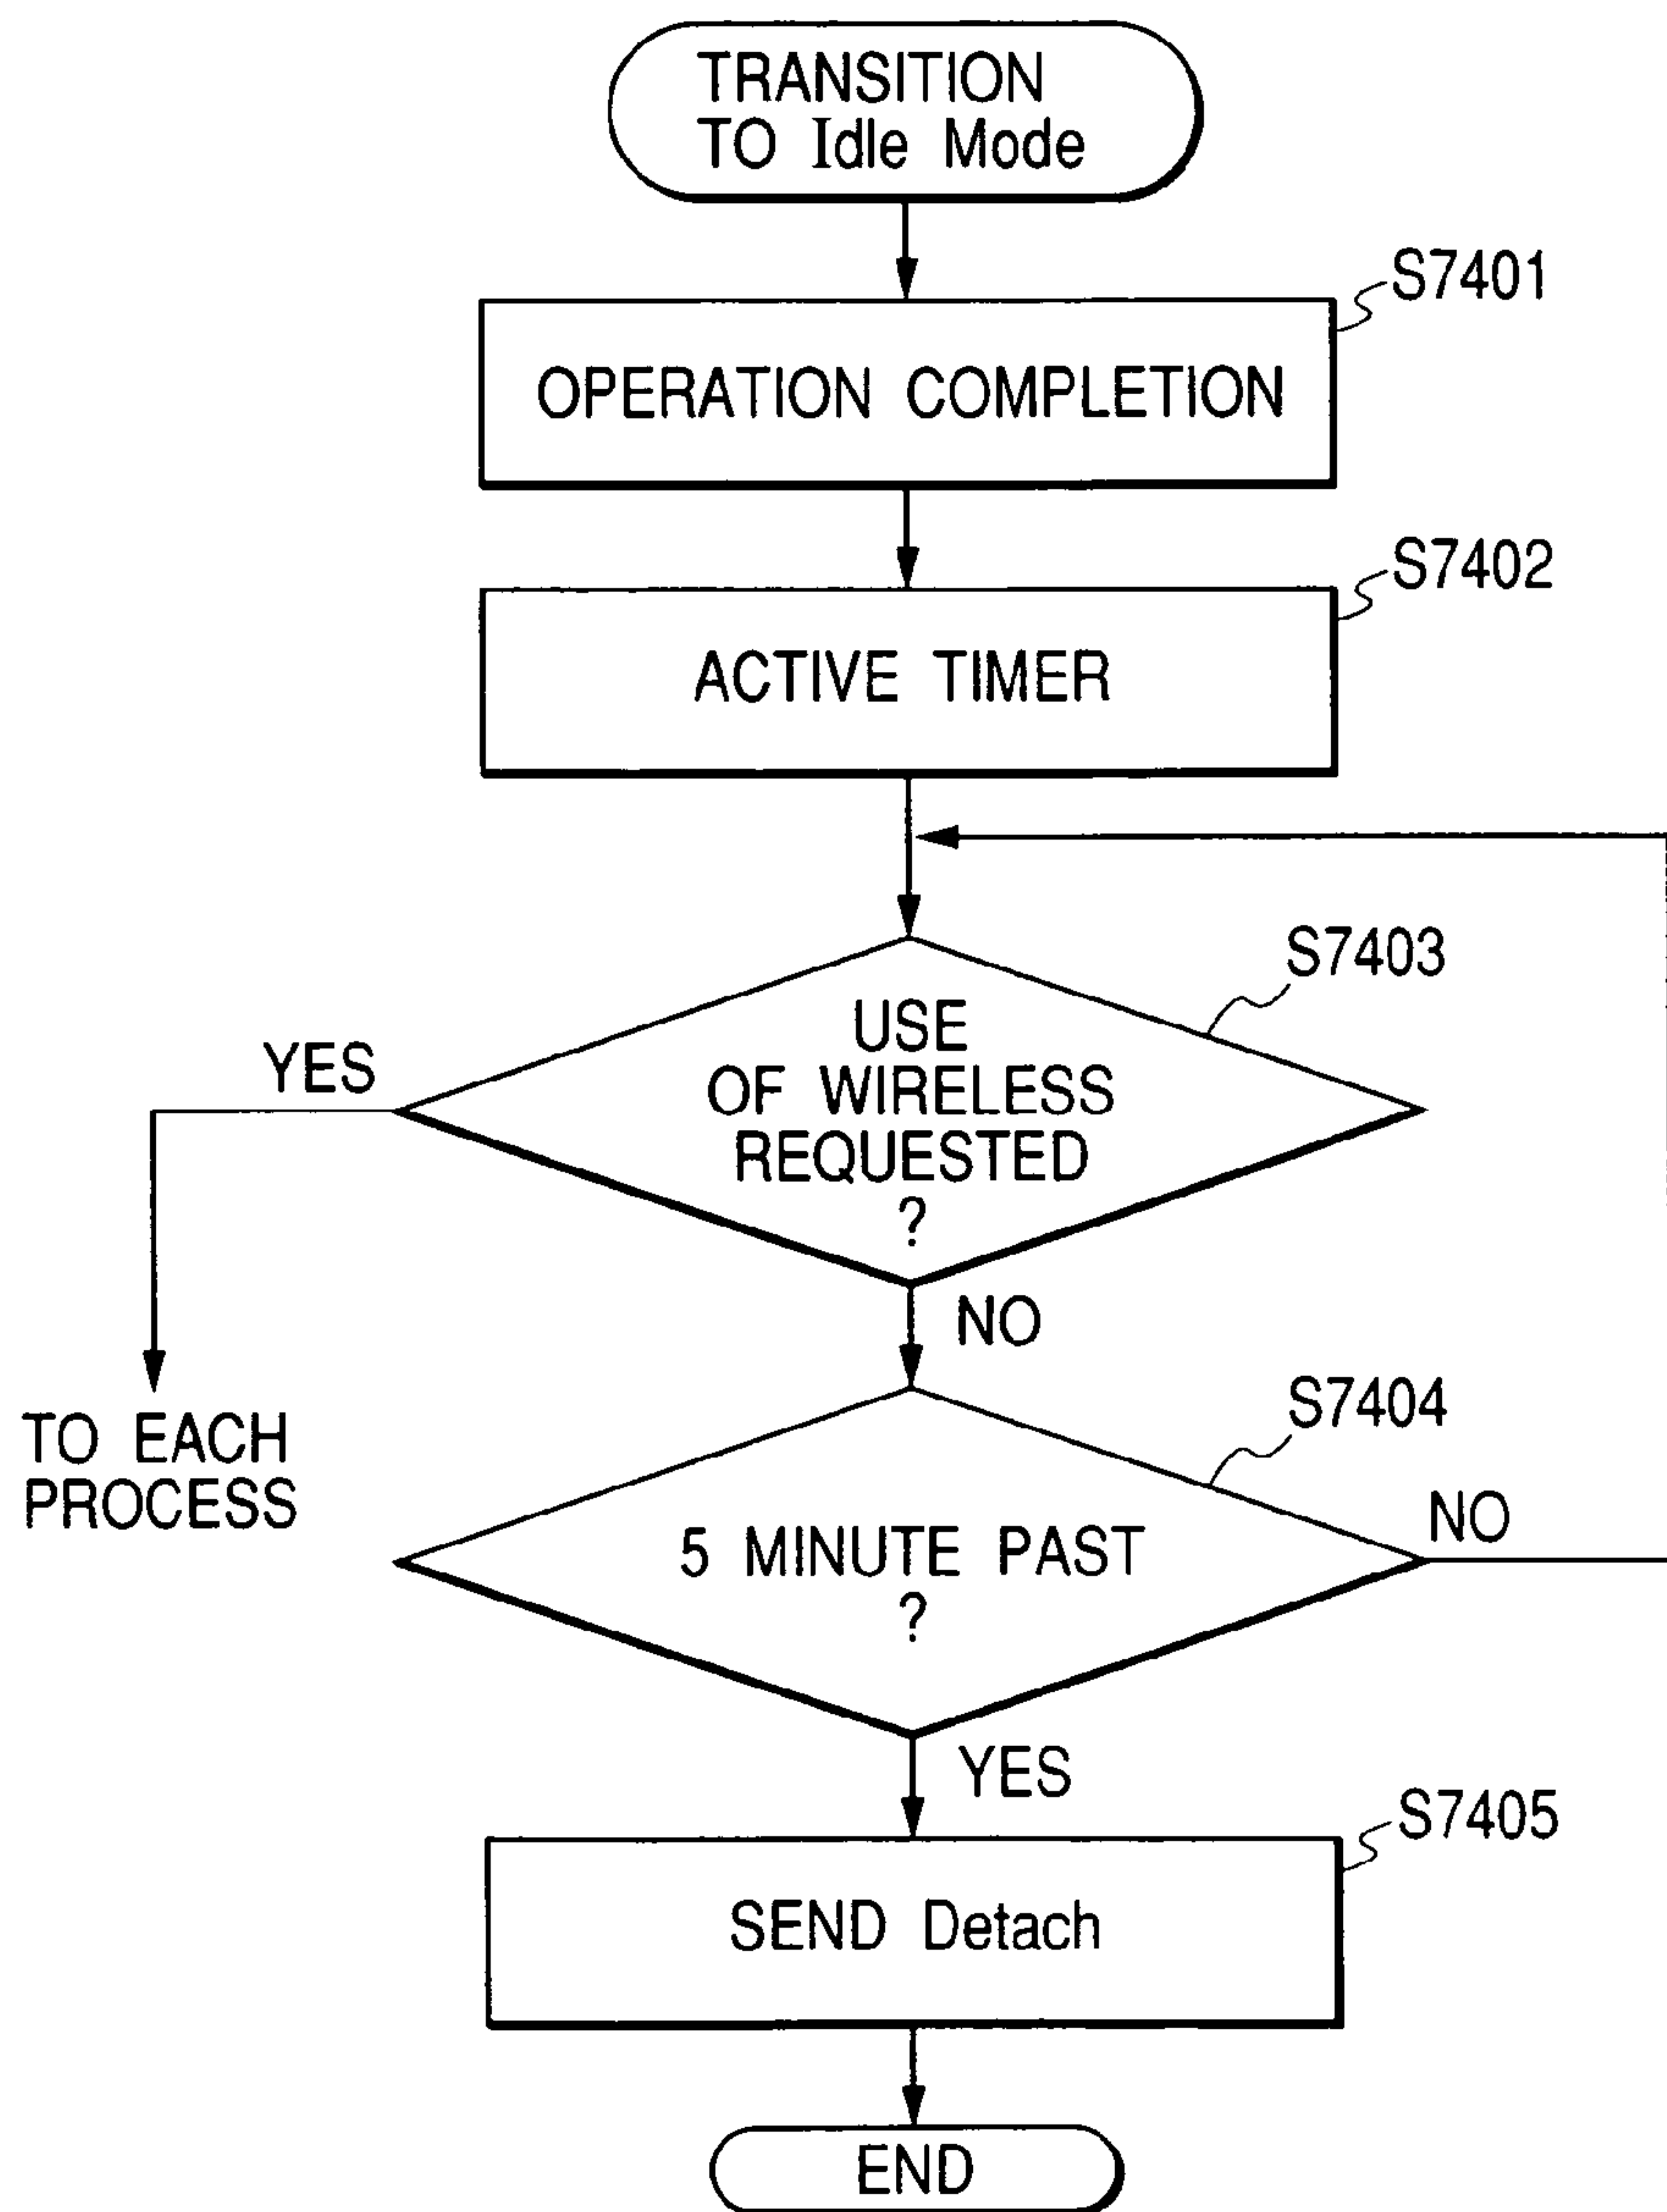 TRANSITION
TO Idle Mode
S7401
OPERATION COMPLETION
S7402
ACTIVE TIMER
S7403
USE
OF WIRELESS
REQUESTED
?
YES
NO
TO EACH
PROCESS
S7404
5 MINUTE PAST
?
NO
YES
S7405
SEND Detach
END